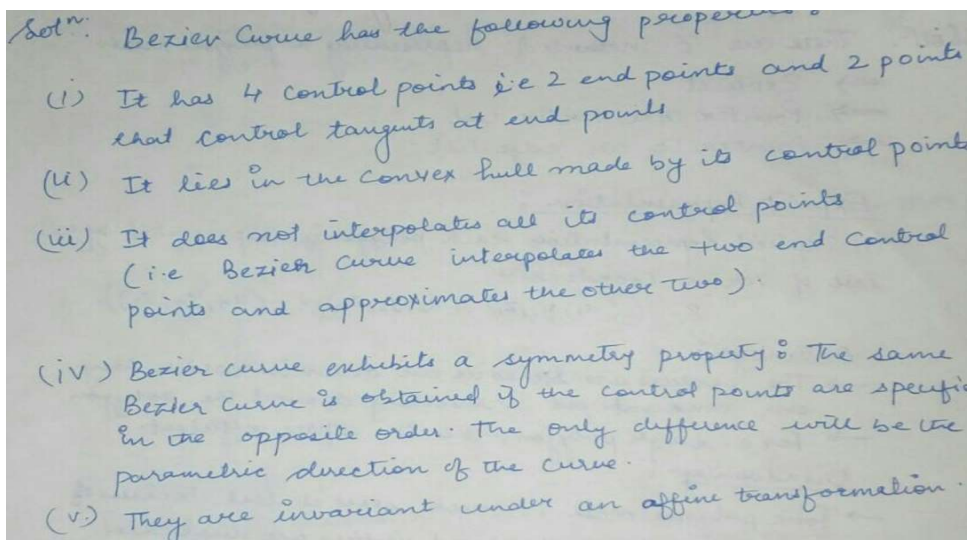 Solⁿ. Bezier Curve has the following properties :
(i) It has 4 control points i.e 2 end points and 2 points
that control tangents at end points
(ii) It lies in the convex hull made by its control points
(iii) It does not interpolates all its control points
(i.e Bezier Curve interpolates the two end control
points and approximates the other two).
(iv) Bezier curve exhibits a symmetry property : The same
Bezier Curve is obtained if the control points are specifie
in the opposite order. The only difference will be the
parametric direction of the curve.
(v.) They are invariant under an affine transformation.